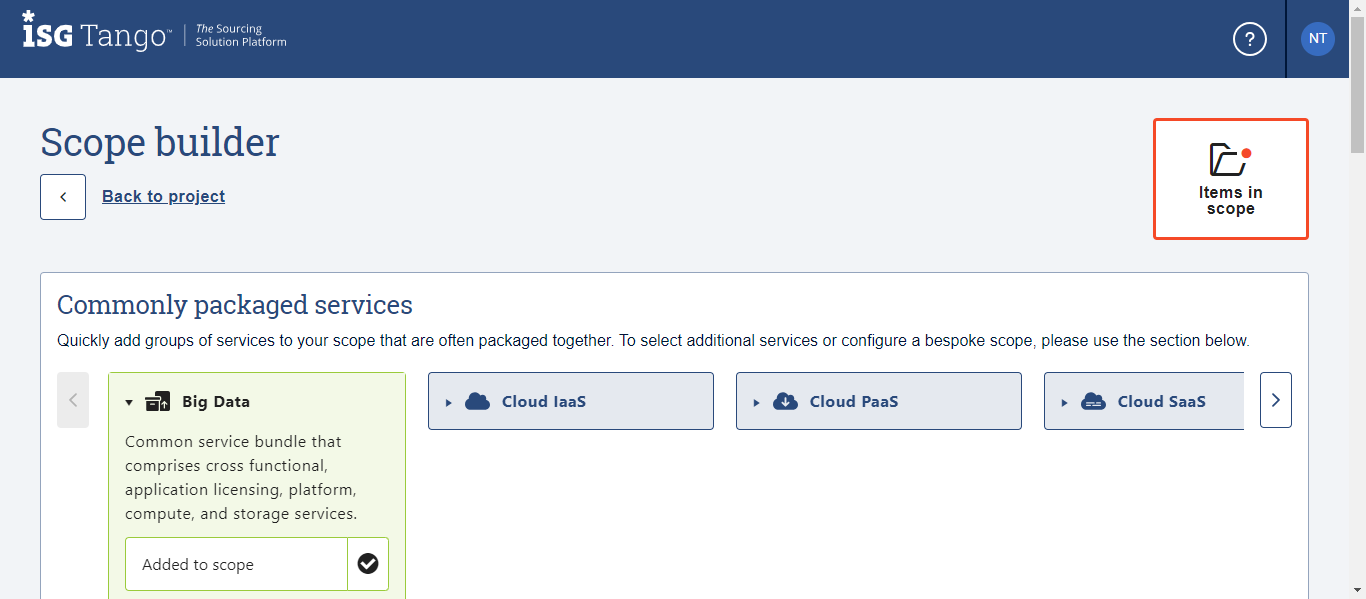 ISG Tango™
The Sourcing
Solution Platform
?
NT
Scope builder
Back to project
Items in
scope
Commonly packaged services
Quickly add groups of services to your scope that are often packaged together. To select additional services or configure a bespoke scope, please use the section below.
Big Data
Cloud IaaS
Cloud PaaS
Cloud SaaS
Common service bundle that
comprises cross functional,
application licensing, platform,
compute, and storage services.
Added to scope